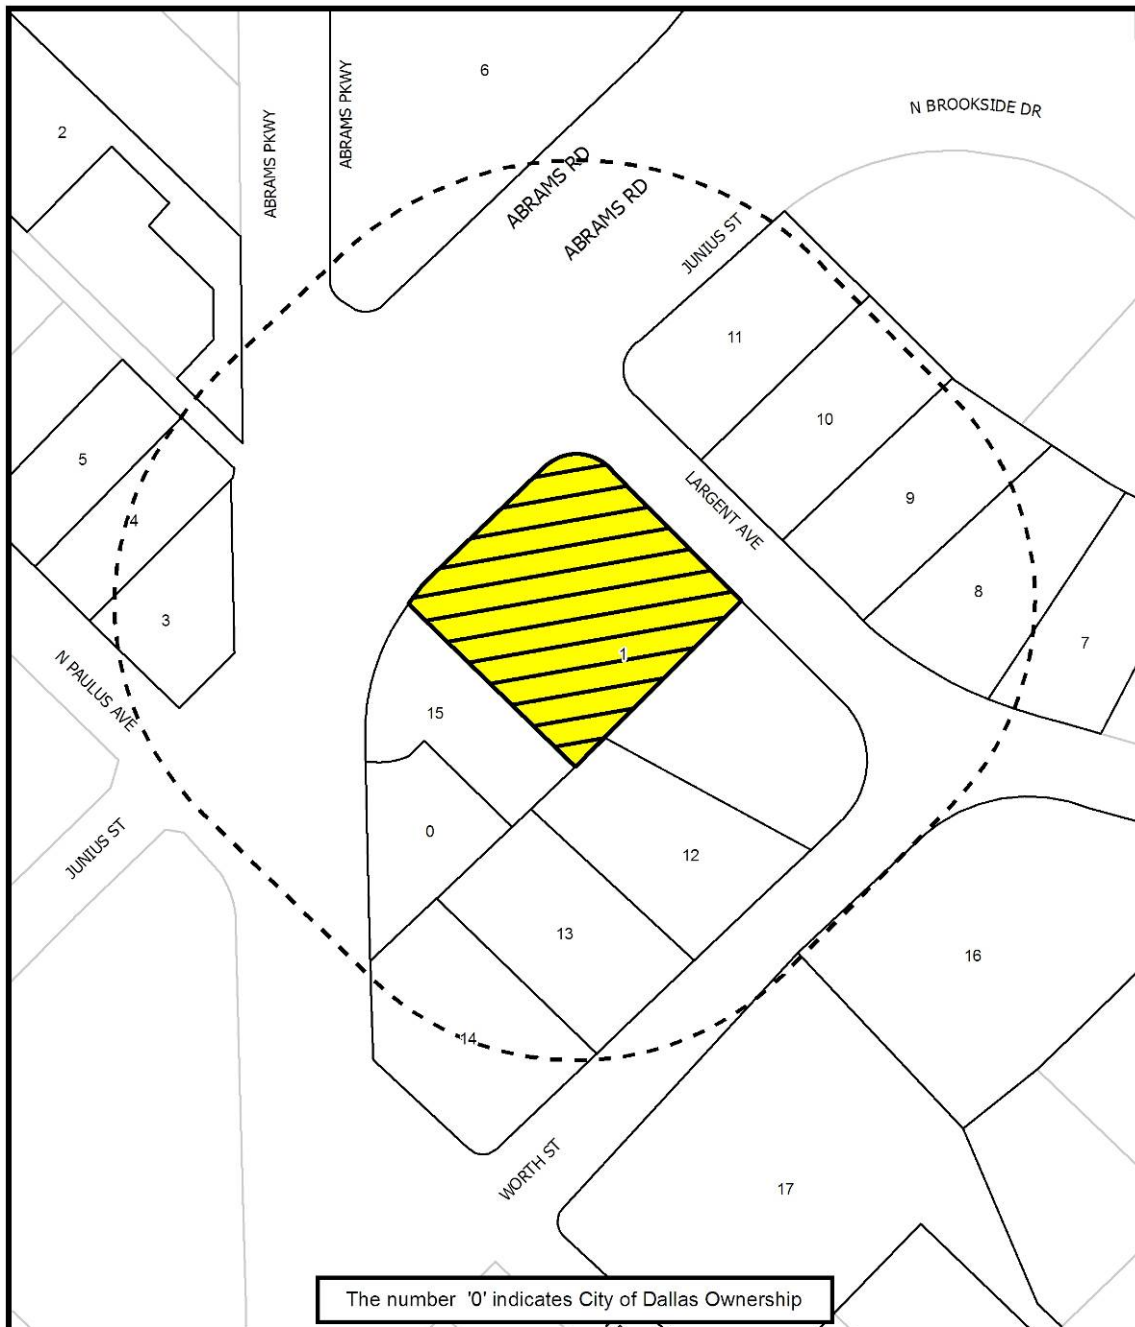 6
ABRAMS PKWY
ABRAMS PKWY
N BROOKSIDE DR
2
ABRAMS RD
ABRAMS RD
JUNIUS ST
11
10
5
LARGENT AVE
9
4
8
3
7
1
N PAULUS AVE
15
0
12
JUNIUS ST
13
16
14
WORTH ST
17
The number '0' indicates City of Dallas Ownership